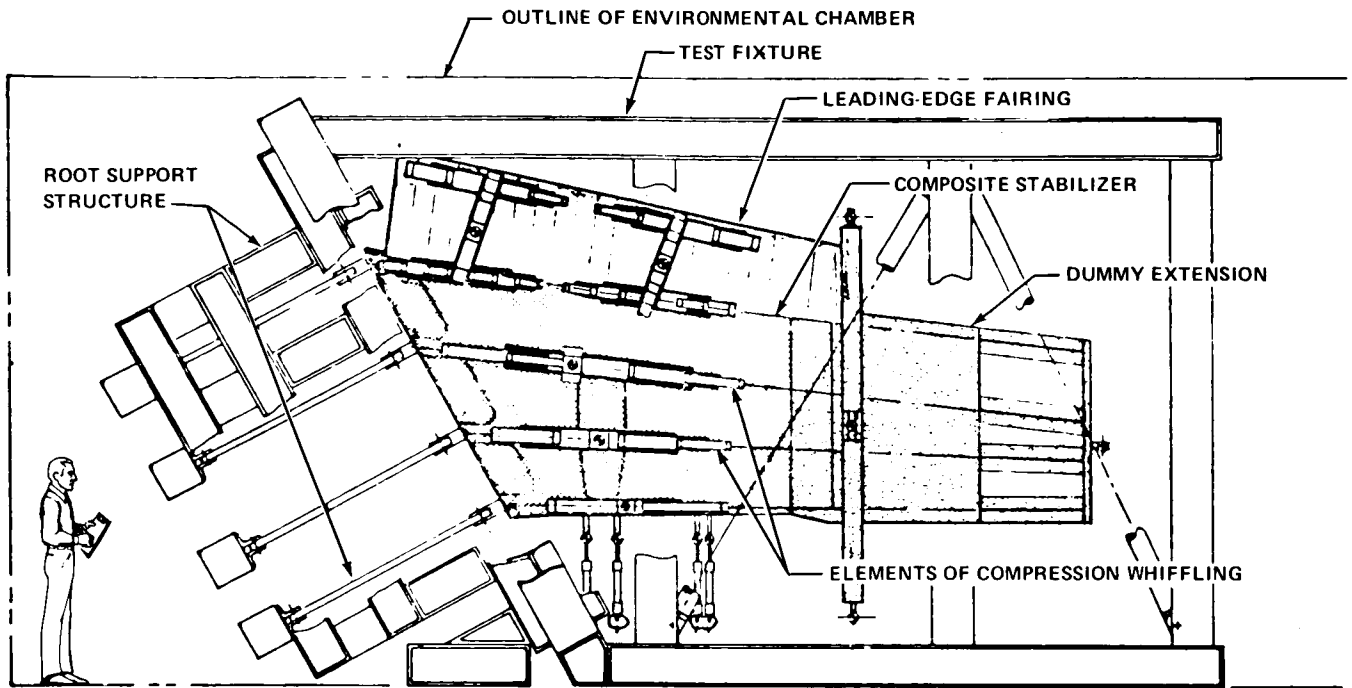 OUTLINE OF ENVIRONMENTAL CHAMBER
TEST FIXTURE
LEADING-EDGE FAIRING
ROOT SUPPORT
STRUCTURE
COMPOSITE STABILIZER
DUMMY EXTENSION
ELEMENTS OF COMPRESSION WHIFFLING